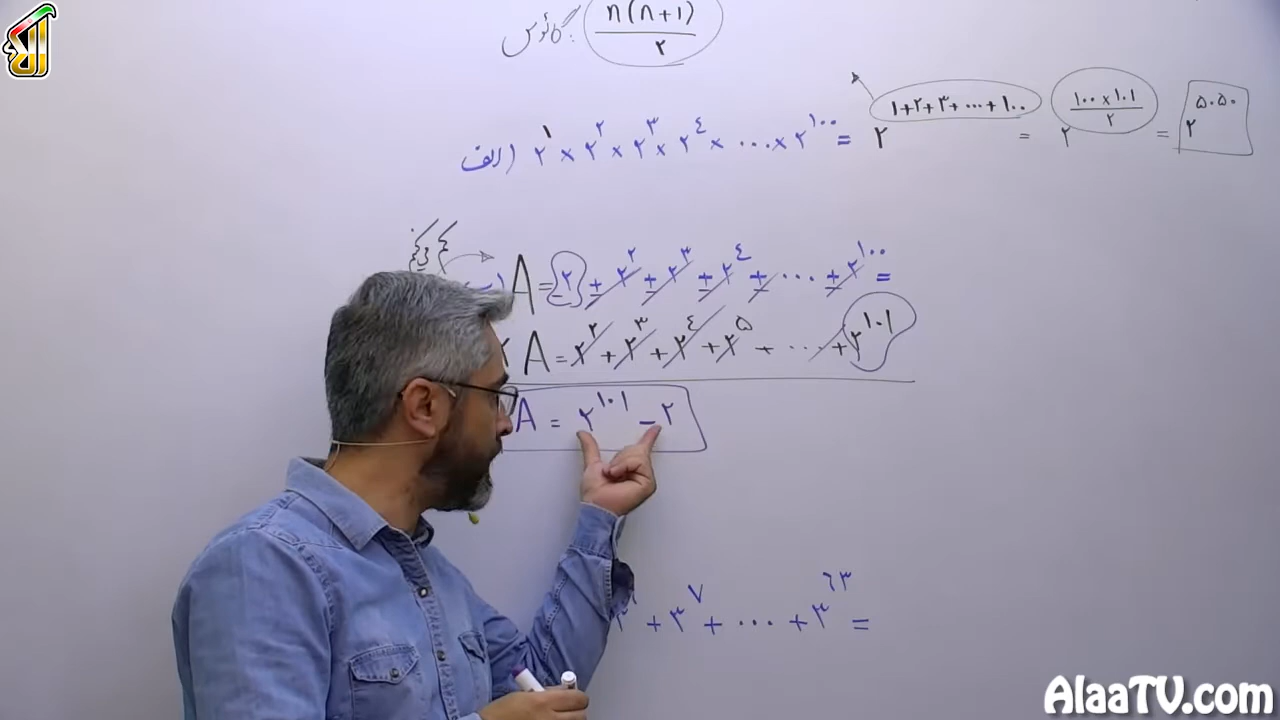 آلاء
گاوس: n(n+1)/۲
الف) ۲^۱ × ۲^۲ × ۲^۳ × ۲^۴ × ... × ۲^۱۰۰ = ۲^(۱+۲+۳+...+۱۰۰) = ۲^(۱۰۰×۱۰۱/۲) = ۲^۵۰۵۰
A = ۲ + ۲^۲ + ۲^۳ + ۲^۴ + ... + ۲^۱۰۰ =
A = ۲^۲ + ۲^۳ + ۲^۴ + ۲^۵ + ... + ۲^۱۰۱
A = ۲^۱۰۱ - ۲
+ ۳^۷ + ... + ۳^۶۳ =
AlaaTV.com